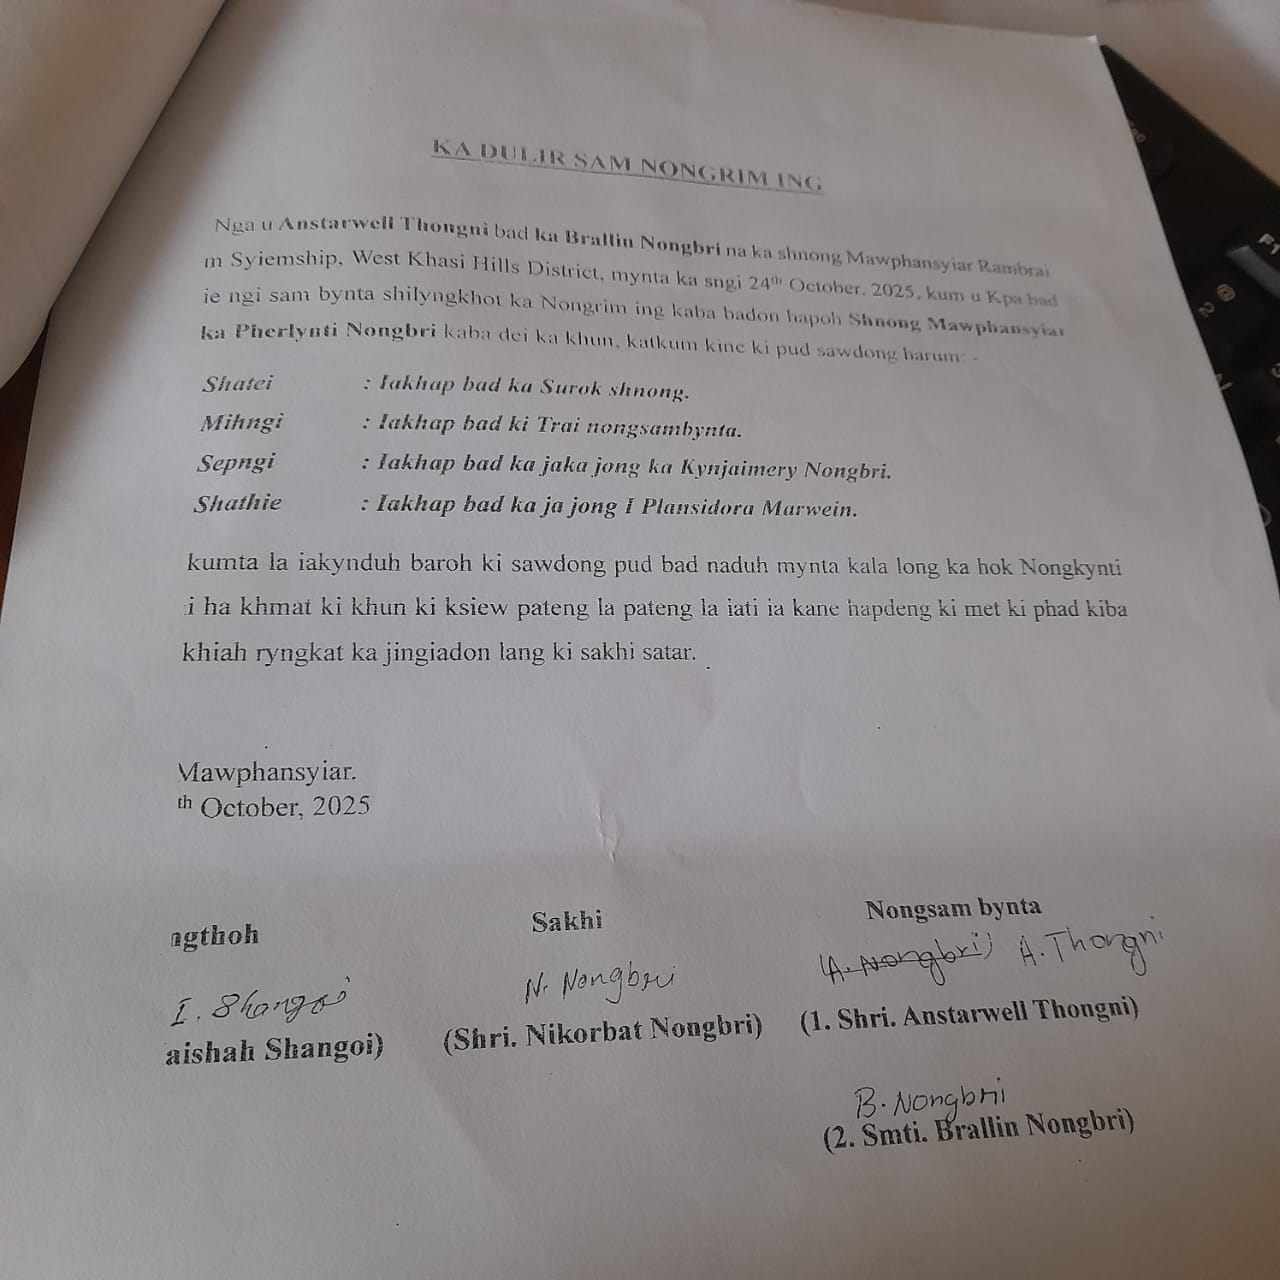 KA DULIR SAM NONGRIM ING
Nga u Anstarwell Thongni bad ka Brallin Nongbri na ka shnong Mawphansyiar Rambrai
m Syiemship, West Khasi Hills District, mynta ka sngi 24th October, 2025, kum u Kpa bad
ie ngi sam bynta shilyngkhot ka Nongrim ing kaba badon hapoh Shnong Mawphansyiar
ka Pherlynti Nongbri kaba dei ka khun, katkum kine ki pud sawdong harum: -
Shatei : Iakhap bad ka Surok shnong.
Mihngi : Iakhap bad ki Trai nongsambynta.
Sepngi : Iakhap bad ka jaka jong ka Kynjaimery Nongbri.
Shathie : Iakhap bad ka ja jong I Plansidora Marwein.
kumta la iakynduh baroh ki sawdong pud bad naduh mynta kala long ka hok Nongkynti
i ha khmat ki khun ki ksiew pateng la pateng la iati ia kane hapdeng ki met ki phad kiba
khiah ryngkat ka jingiadon lang ki sakhi satar.
Mawphansyiar.
th October, 2025
ngthoh Sakhi Nongsam bynta
I. Shangoi N. Nongbri (A. Nongbri) A. Thongni
aishah Shangoi) (Shri. Nikorbat Nongbri) (1. Shri. Anstarwell Thongni)
B. Nongbri
(2. Smti. Brallin Nongbri)